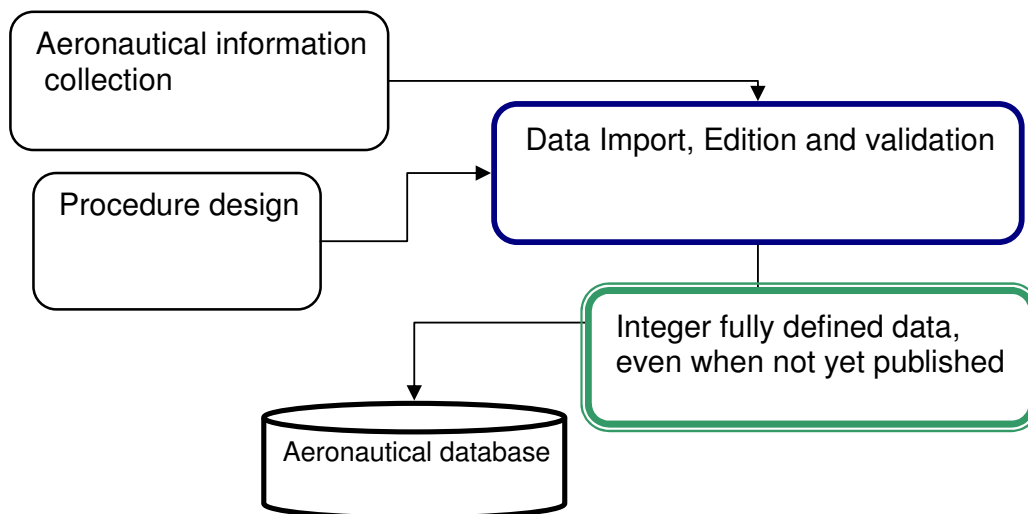 Aeronautical information
collection
Data Import, Edition and validation
Procedure design
Integer fully defined data,
even when not yet published
Aeronautical database